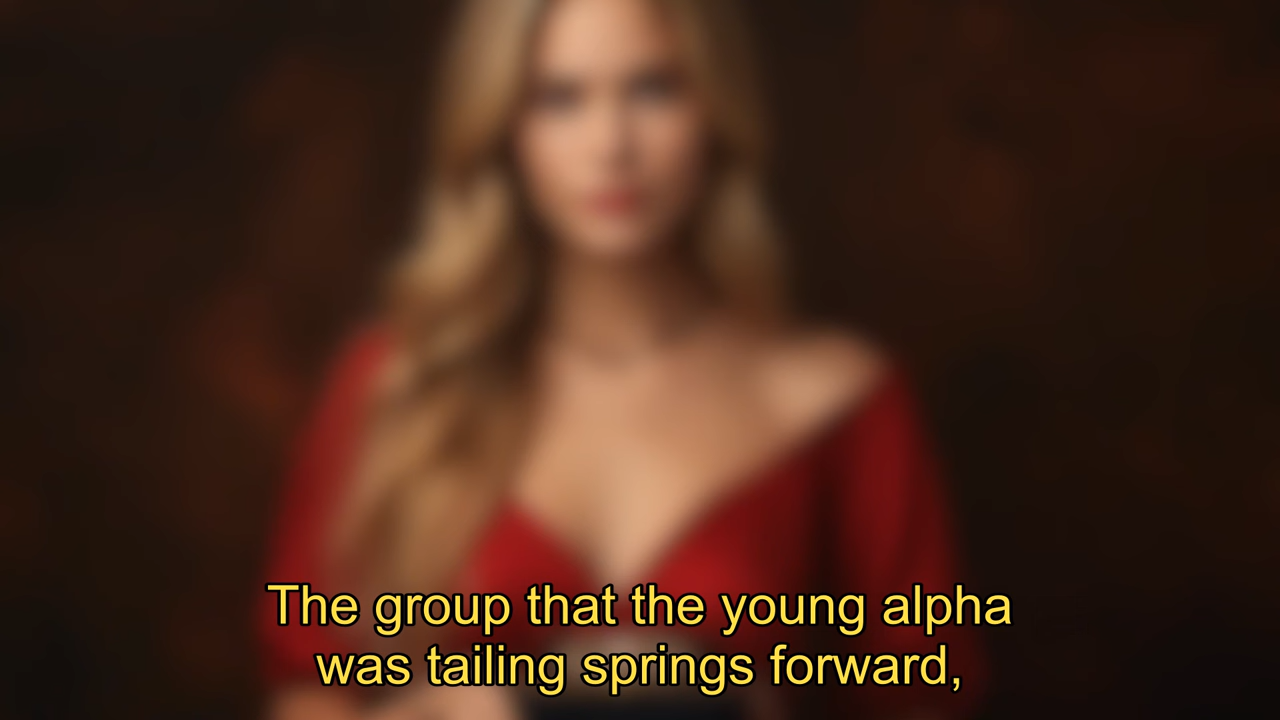 The group that the young alpha
was tailing springs forward,